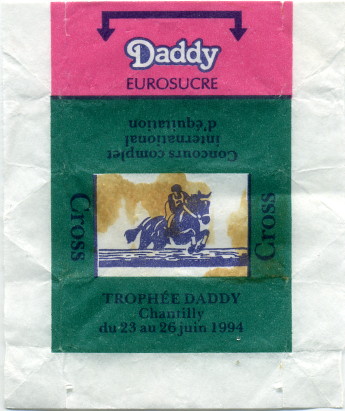 Daddy
EUROSUCRE
Concours complet
international
d'équitation
Cross
Cross
TROPHÉE DADDY
Chantilly
du 23 au 26 juin 1994